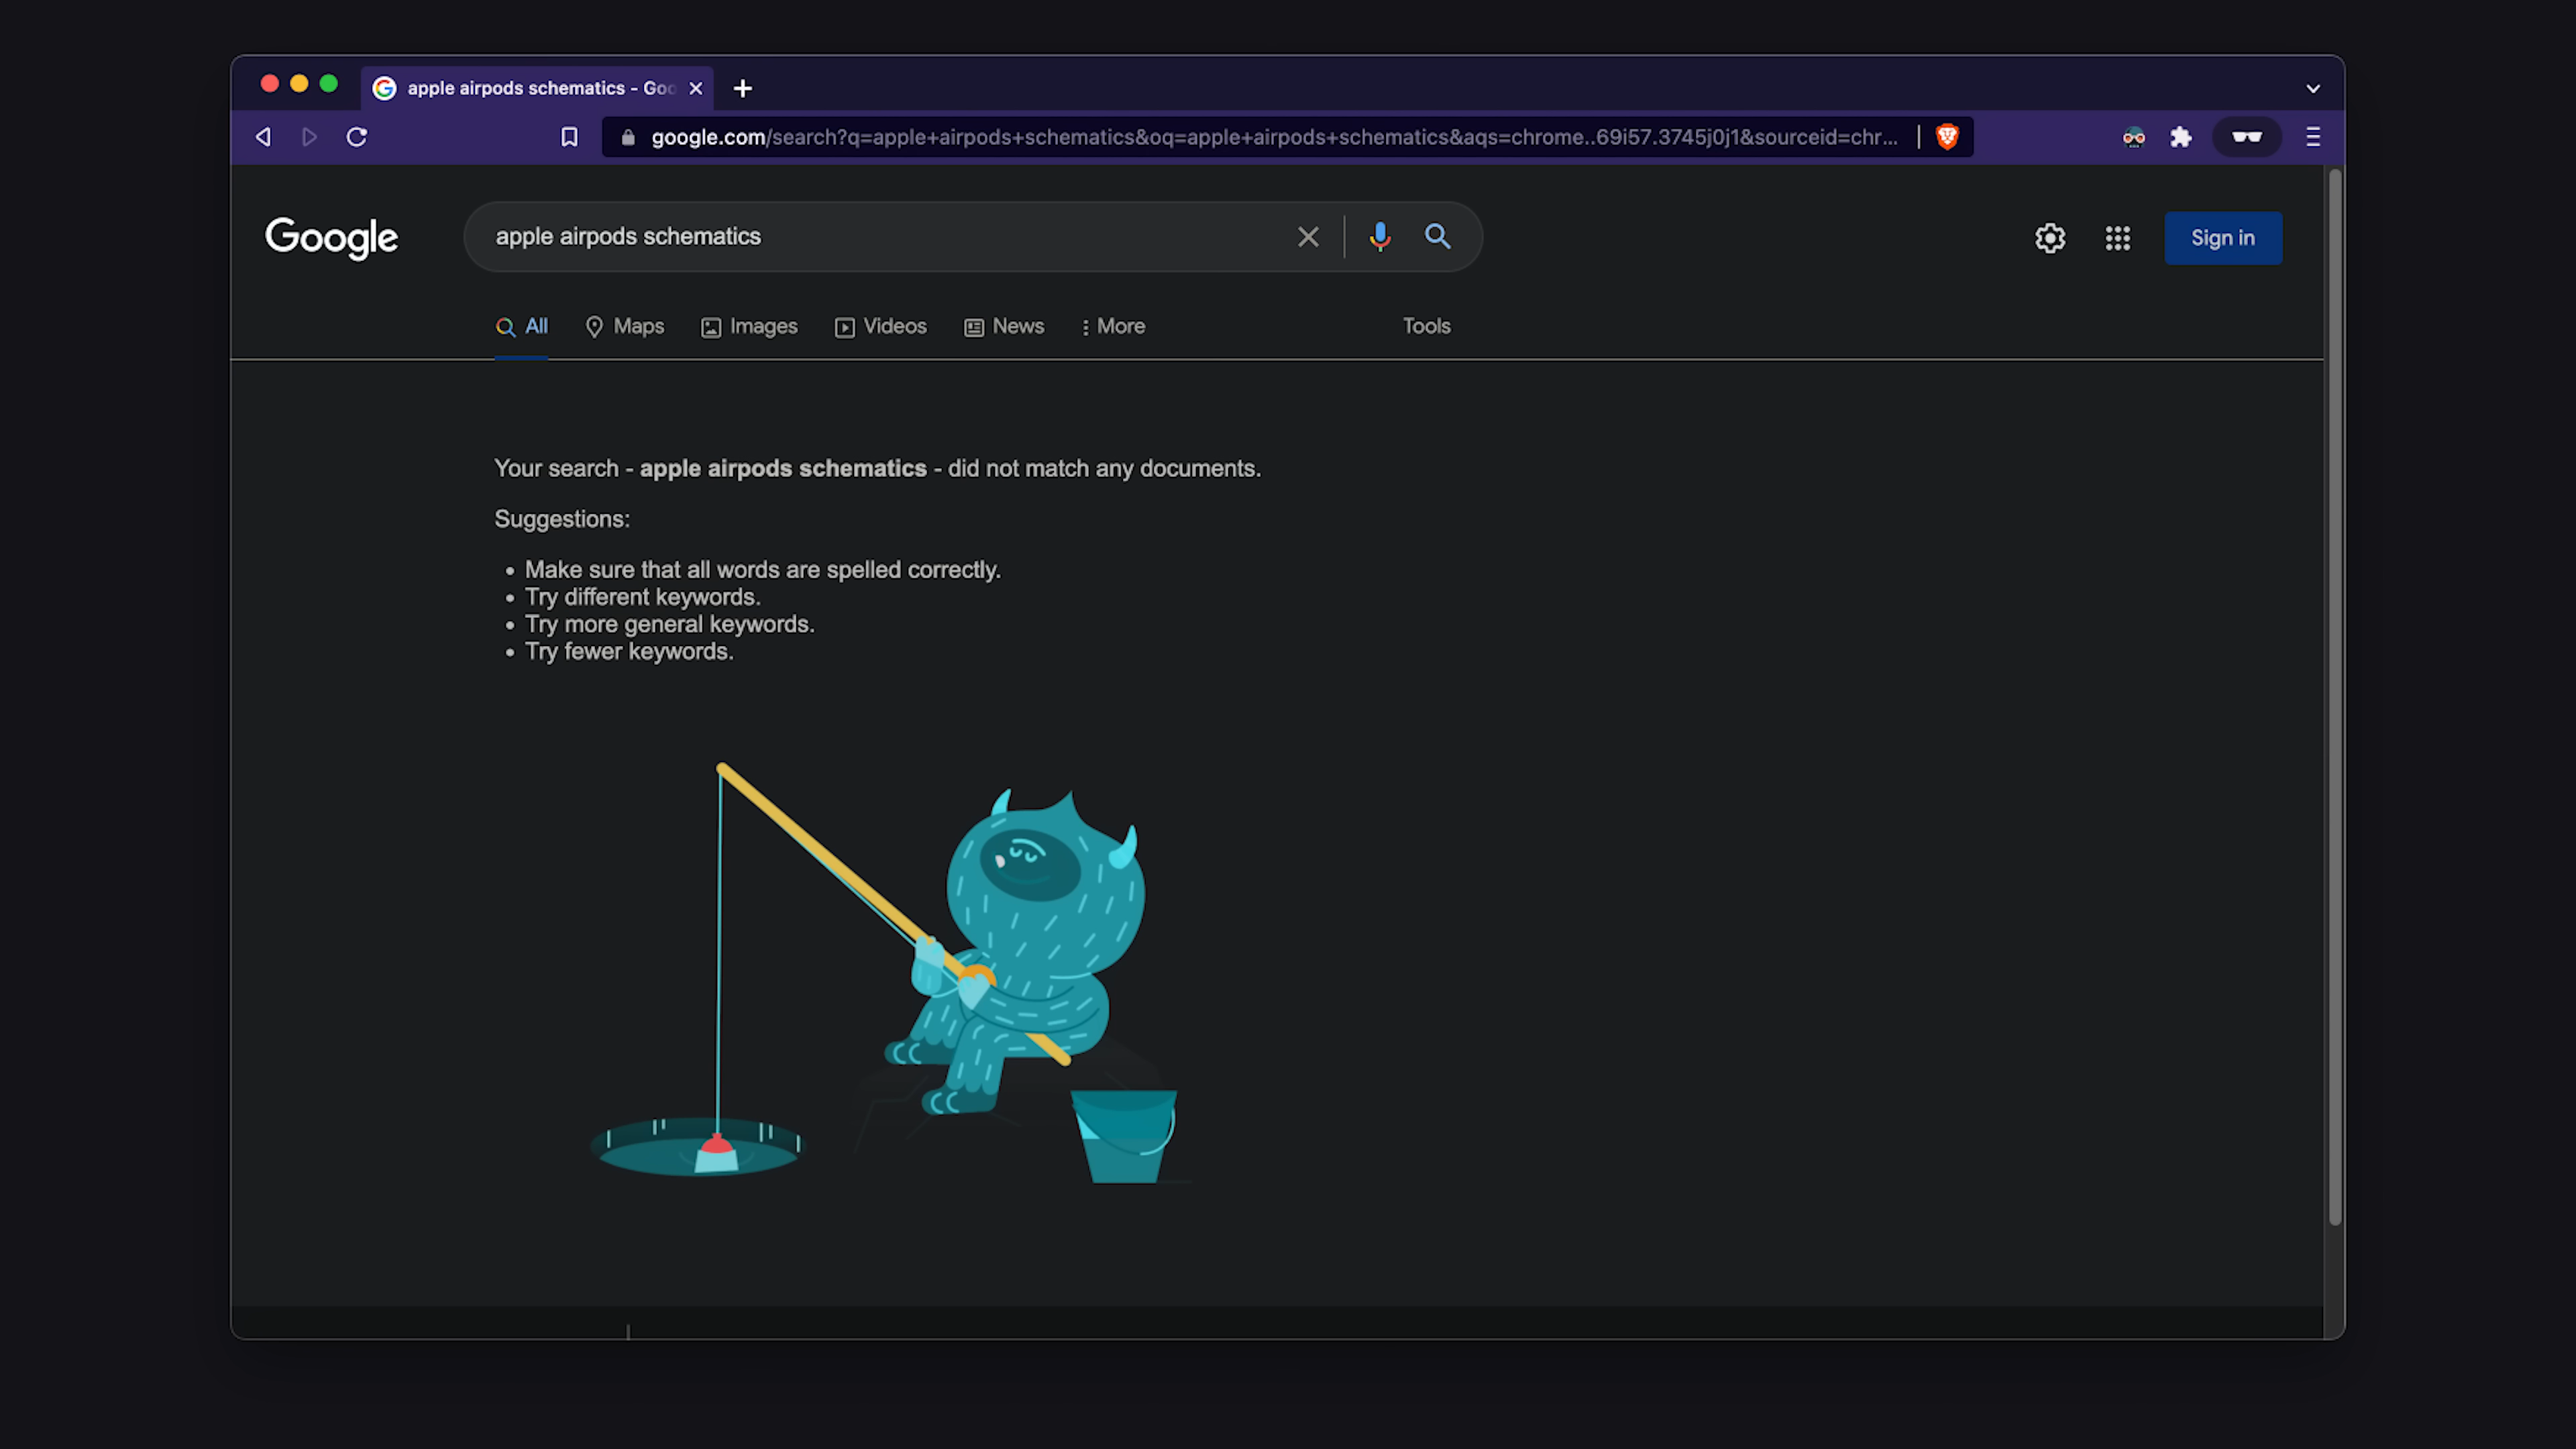 apple airpods schematics - Goo
google.com/search?q=apple+airpods+schematics&oq=apple+airpods+schematics&aqs=chrome..69i57.3745j0j1&sourceid=chr...
Google
apple airpods schematics
Sign in
All
Maps
Images
Videos
News
More
Tools
Your search - apple airpods schematics - did not match any documents.
Suggestions:
• Make sure that all words are spelled correctly.
• Try different keywords.
• Try more general keywords.
• Try fewer keywords.